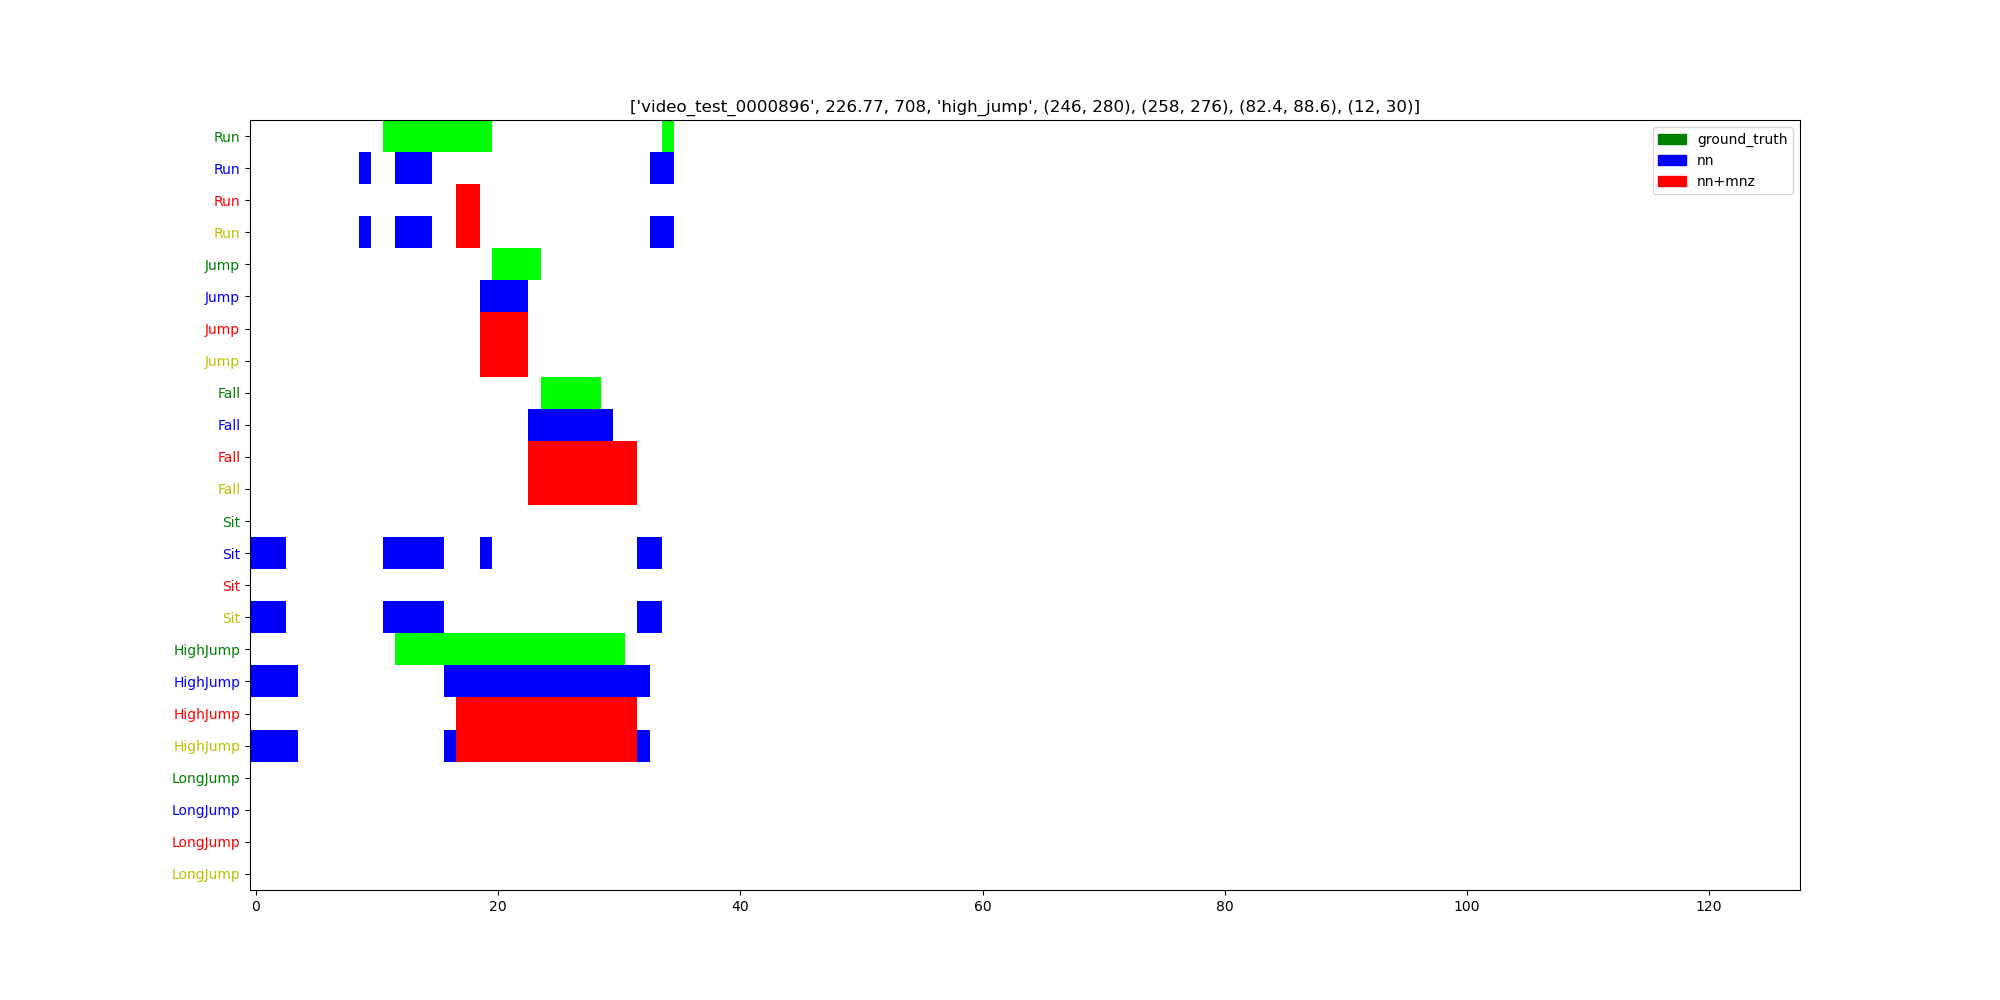 ['video_test_0000896', 226.77, 708, 'high_jump', (246, 280), (258, 276), (82.4, 88.6), (12, 30)]
ground_truth
nn
nn+mnz
Run
Run
Run
Run
Jump
Jump
Jump
Jump
Fall
Fall
Fall
Fall
Sit
Sit
Sit
Sit
HighJump
HighJump
HighJump
HighJump
LongJump
LongJump
LongJump
LongJump
0 20 40 60 80 100 120